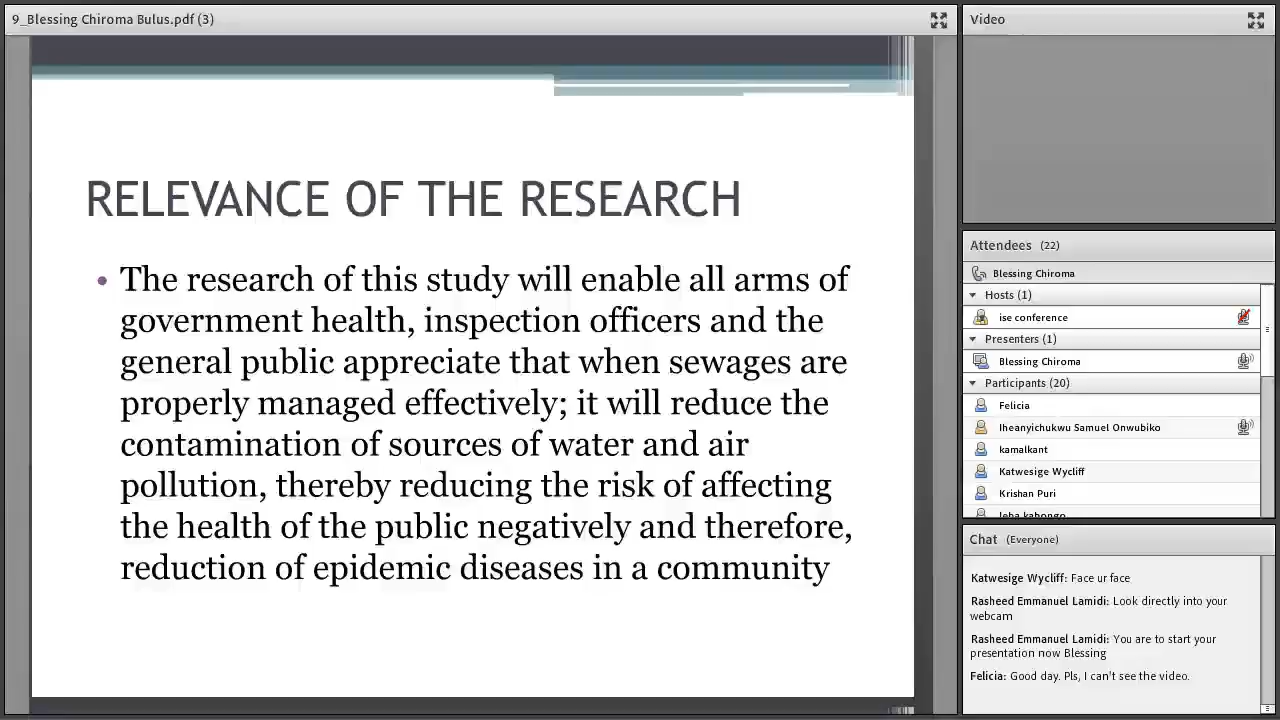 9_Blessing Chiroma Bulus.pdf (3)
RELEVANCE OF THE RESEARCH
• The research of this study will enable all arms of
government health, inspection officers and the
general public appreciate that when sewages are
properly managed effectively; it will reduce the
contamination of sources of water and air
pollution, thereby reducing the risk of affecting
the health of the public negatively and therefore,
reduction of epidemic diseases in a community
Video
Attendees (22)
Blessing Chiroma
Hosts (1)
ise conference
Presenters (1)
Blessing Chiroma
Participants (20)
Felicia
Iheanyichukwu Samuel Onwubiko
kamalkant
Katwesige Wycliff
Krishan Puri
Chat (Everyone)
Katwesige Wycliff: Face ur face
Rasheed Emmanuel Lamidi: Look directly into your
webcam
Rasheed Emmanuel Lamidi: You are to start your
presentation now Blessing
Felicia: Good day. Pls, I can't see the video.